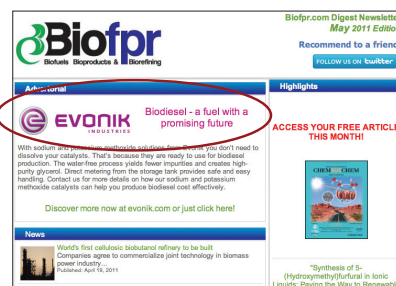 Biofpr
Biofuels Bioproducts & Biorefining
Biofpr.com Digest Newslette
May 2011 Editio
Recommend to a frien
FOLLOW US ON twitter
Advertorial
EVONIK
INDUSTRIES
Biodiesel - a fuel with a
promising future
With sodium and potassium methoxide solutions from Evonik you don't need to
dissolve your catalysts. That's because they are ready to use for biodiesel
production. The water-free process yields fewer impurities and creates high-
purity glycerol. Direct metering from the storage tank provides safe and easy
handling. Contact us for more details on how our sodium and potassium
methoxide catalysts can help you produce biodiesel cost effectively.
Discover more now at evonik.com or just click here!
News
World's first cellulosic biobutanol refinery to be built
Companies agree to commercialize joint technology in biomass
power industry...
Published: April 19, 2011
Highlights
ACCESS YOUR FREE ARTICL
THIS MONTH!
CHEM CHEM
"Synthesis of 5-
(Hydroxymethyl)furfural in Ionic
Liquids: Paving the Way to Renewabl